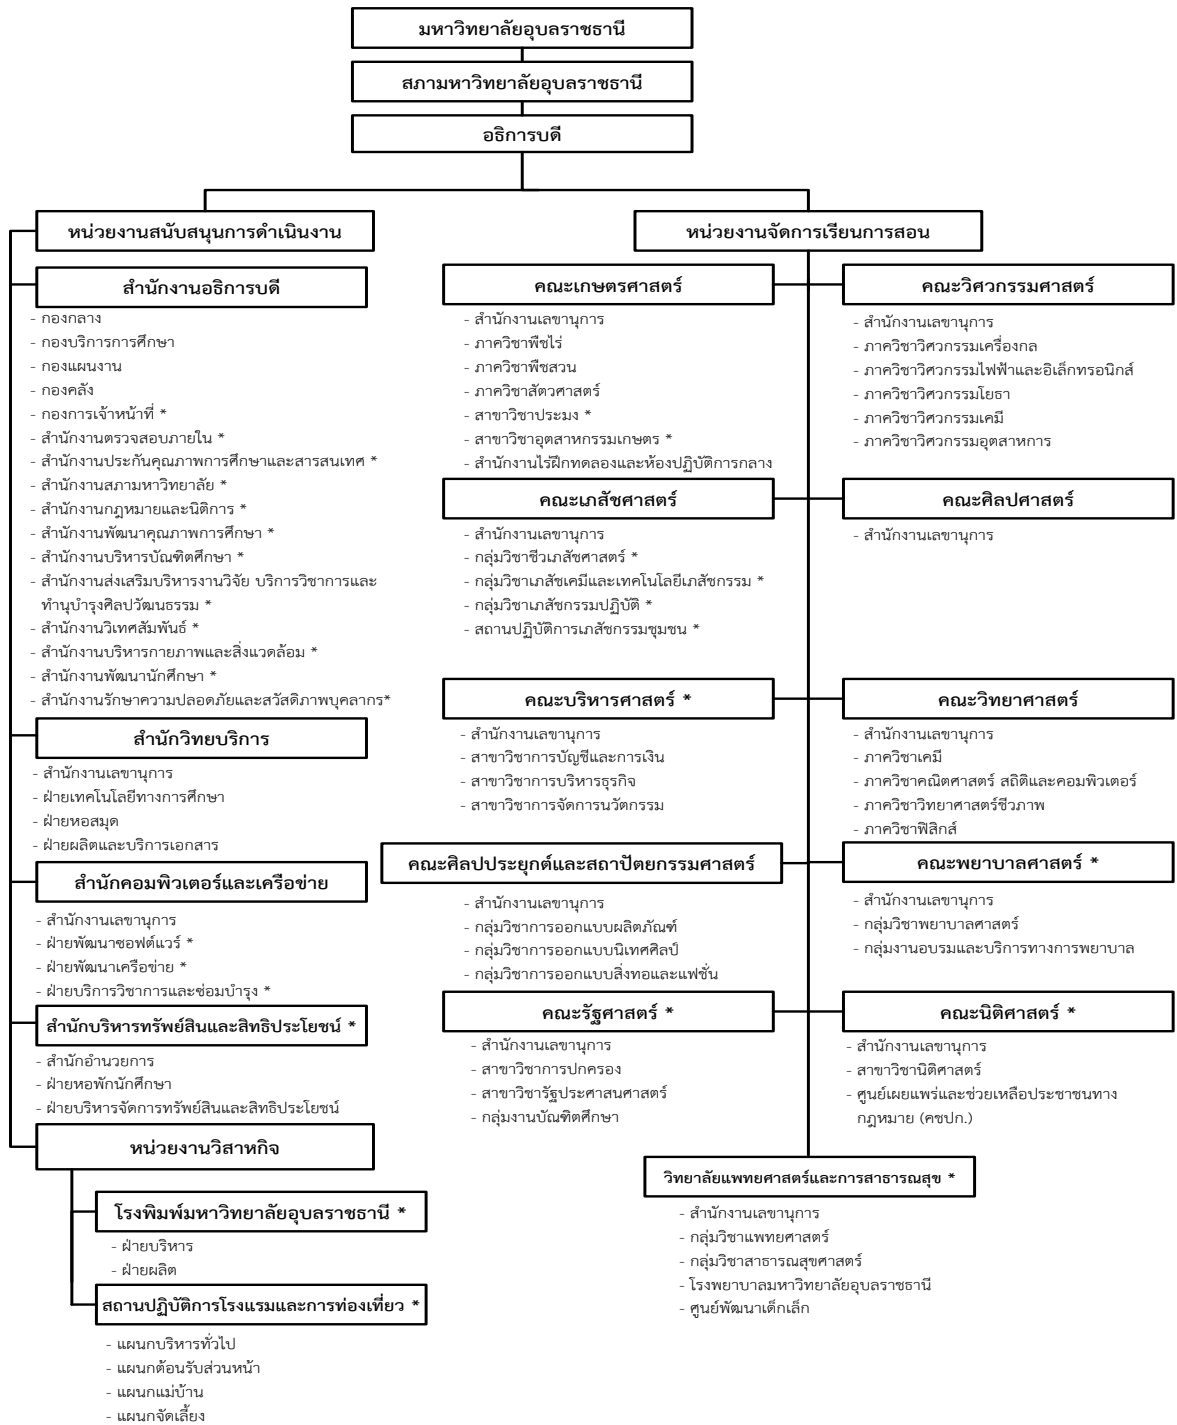 มหาวิทยาลัยอุบลราชธานี
สภามหาวิทยาลัยอุบลราชธานี
อธิการบดี
หน่วยงานสนับสนุนการดำเนินงาน
สำนักงานอธิการบดี
- กองกลาง
- กองบริการการศึกษา
- กองแผนงาน
- กองคลัง
- กองการเจ้าหน้าที่ *
- สำนักงานตรวจสอบภายใน *
- สำนักงานประกันคุณภาพการศึกษาและสารสนเทศ *
- สำนักงานสภามหาวิทยาลัย *
- สำนักงานกฎหมายและนิติการ *
- สำนักงานพัฒนาคุณภาพการศึกษา *
- สำนักงานบริหารบัณฑิตศึกษา *
- สำนักงานส่งเสริมบริหารงานวิจัย บริการวิชาการและ
ทำนุบำรุงศิลปวัฒนธรรม *
- สำนักงานวิเทศสัมพันธ์ *
- สำนักงานบริหารกายภาพและสิ่งแวดล้อม *
- สำนักงานพัฒนานักศึกษา *
- สำนักงานรักษาความปลอดภัยและสวัสดิภาพบุคลากร*
สำนักวิทยบริการ
- สำนักงานเลขานุการ
- ฝ่ายเทคโนโลยีทางการศึกษา
- ฝ่ายหอสมุด
- ฝ่ายผลิตและบริการเอกสาร
สำนักคอมพิวเตอร์และเครือข่าย
- สำนักงานเลขานุการ
- ฝ่ายพัฒนาซอฟต์แวร์ *
- ฝ่ายพัฒนาเครือข่าย *
- ฝ่ายบริการวิชาการและซ่อมบำรุง *
สำนักบริหารทรัพย์สินและสิทธิประโยชน์ *
- สำนักอำนวยการ
- ฝ่ายหอพักนักศึกษา
- ฝ่ายบริหารจัดการทรัพย์สินและสิทธิประโยชน์
หน่วยงานวิสาหกิจ
โรงพิมพ์มหาวิทยาลัยอุบลราชธานี *
- ฝ่ายบริหาร
- ฝ่ายผลิต
สถานปฏิบัติการโรงแรมและการท่องเที่ยว *
- แผนกบริหารทั่วไป
- แผนกต้อนรับส่วนหน้า
- แผนกแม่บ้าน
- แผนกจัดเลี้ยง
หน่วยงานจัดการเรียนการสอน
คณะเกษตรศาสตร์
- สำนักงานเลขานุการ
- ภาควิชาพืชไร่
- ภาควิชาพืชสวน
- ภาควิชาสัตวศาสตร์
- สาขาวิชาประมง *
- สาขาวิชาอุตสาหกรรมเกษตร *
- สำนักงานไร่ฝึกทดลองและห้องปฏิบัติการกลาง
คณะวิศวกรรมศาสตร์
- สำนักงานเลขานุการ
- ภาควิชาวิศวกรรมเครื่องกล
- ภาควิชาวิศวกรรมไฟฟ้าและอิเล็กทรอนิกส์
- ภาควิชาวิศวกรรมโยธา
- ภาควิชาวิศวกรรมเคมี
- ภาควิชาวิศวกรรมอุตสาหการ
คณะเภสัชศาสตร์
- สำนักงานเลขานุการ
- กลุ่มวิชาชีวเภสัชศาสตร์ *
- กลุ่มวิชาเภสัชเคมีและเทคโนโลยีเภสัชกรรม *
- กลุ่มวิชาเภสัชกรรมปฏิบัติ *
- สถานปฏิบัติการเภสัชกรรมชุมชน *
คณะศิลปศาสตร์
- สำนักงานเลขานุการ
คณะบริหารศาสตร์ *
- สำนักงานเลขานุการ
- สาขาวิชาการบัญชีและการเงิน
- สาขาวิชาการบริหารธุรกิจ
- สาขาวิชาการจัดการนวัตกรรม
คณะวิทยาศาสตร์
- สำนักงานเลขานุการ
- ภาควิชาเคมี
- ภาควิชาคณิตศาสตร์ สถิติและคอมพิวเตอร์
- ภาควิชาวิทยาศาสตร์ชีวภาพ
- ภาควิชาฟิสิกส์
คณะศิลปประยุกต์และสถาปัตยกรรมศาสตร์
- สำนักงานเลขานุการ
- กลุ่มวิชาการออกแบบผลิตภัณฑ์
- กลุ่มวิชาการออกแบบนิเทศศิลป์
- กลุ่มวิชาการออกแบบสิ่งทอและแฟชั่น
คณะพยาบาลศาสตร์ *
- สำนักงานเลขานุการ
- กลุ่มวิชาพยาบาลศาสตร์
- กลุ่มงานอบรมและบริการทางการพยาบาล
คณะรัฐศาสตร์ *
- สำนักงานเลขานุการ
- สาขาวิชาการปกครอง
- สาขาวิชารัฐประศาสนศาสตร์
- กลุ่มงานบัณฑิตศึกษา
คณะนิติศาสตร์ *
- สำนักงานเลขานุการ
- สาขาวิชานิติศาสตร์
- ศูนย์เผยแพร่และช่วยเหลือประชาชนทาง
กฎหมาย (คชปก.)
วิทยาลัยแพทยศาสตร์และการสาธารณสุข *
- สำนักงานเลขานุการ
- กลุ่มวิชาแพทยศาสตร์
- กลุ่มวิชาสาธารณสุขศาสตร์
- โรงพยาบาลมหาวิทยาลัยอุบลราชธานี
- ศูนย์พัฒนาเด็กเล็ก